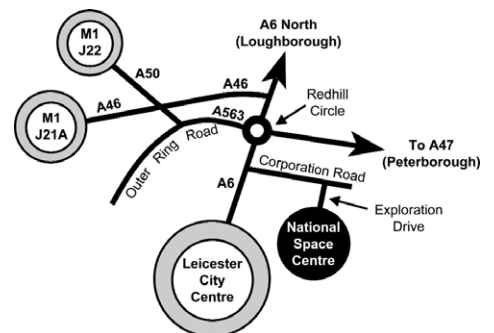 A6 North
(Loughborough)
M1
J22
A50
A46
Redhill
Circle
M1
J21A
A46
A563
Outer Ring Road
To A47
(Peterborough)
Corporation Road
A6
Exploration
Drive
National
Space
Centre
Leicester
City
Centre